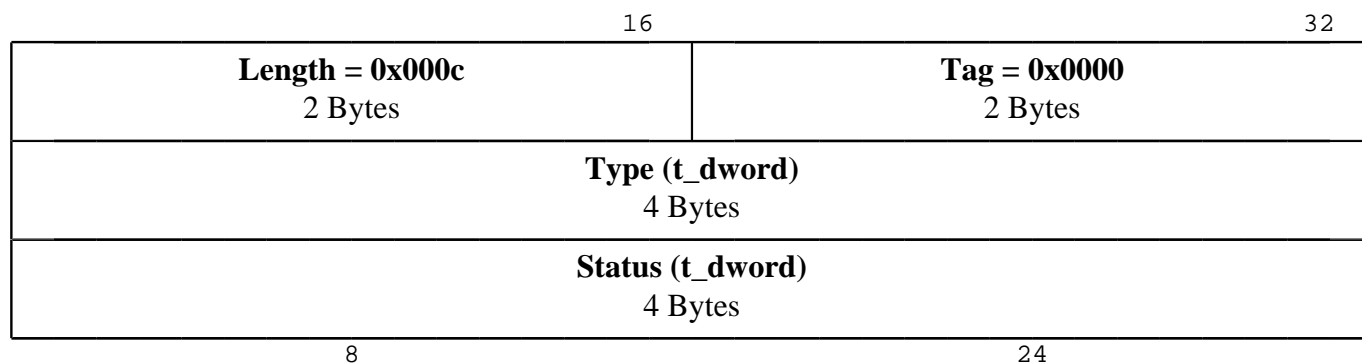 16 32
Length = 0x000c Tag = 0x0000
2 Bytes 2 Bytes
Type (t_dword)
4 Bytes
Status (t_dword)
4 Bytes
8 24